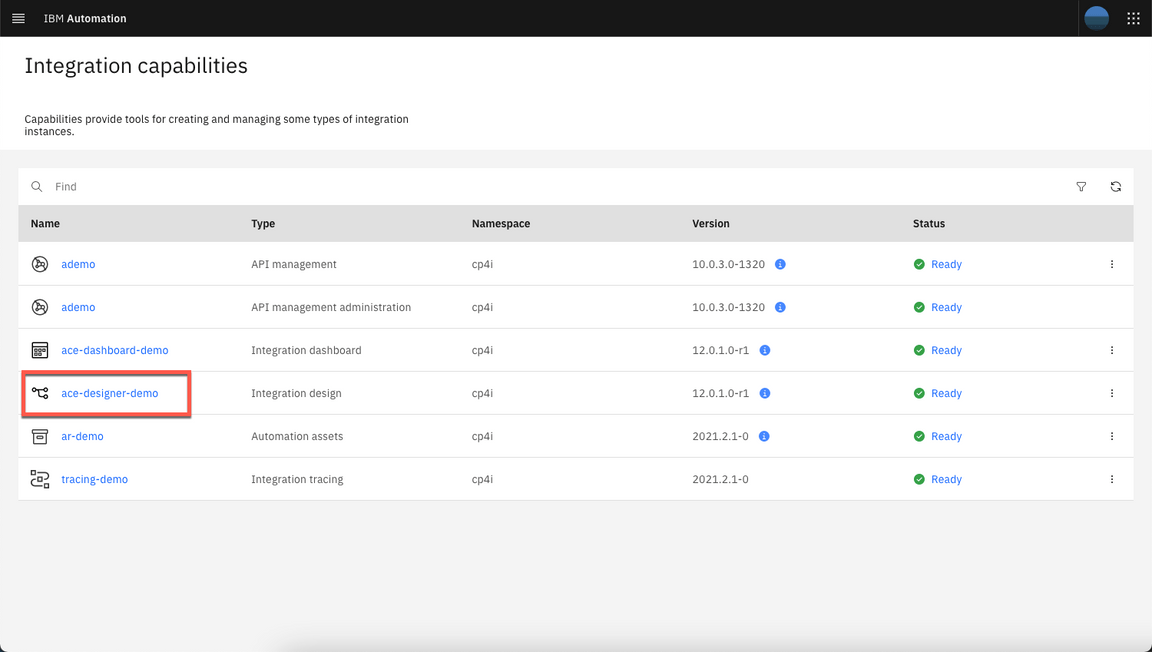 IBM Automation
Integration capabilities
Capabilities provide tools for creating and managing some types of integration
instances.
Find
Name Type Namespace Version Status
ademo API management cp4i 10.0.3.0-1320 Ready
ademo API management administration cp4i 10.0.3.0-1320 Ready
ace-dashboard-demo Integration dashboard cp4i 12.0.1.0-r1 Ready
ace-designer-demo Integration design cp4i 12.0.1.0-r1 Ready
ar-demo Automation assets cp4i 2021.2.1-0 Ready
tracing-demo Integration tracing cp4i 2021.2.1-0 Ready